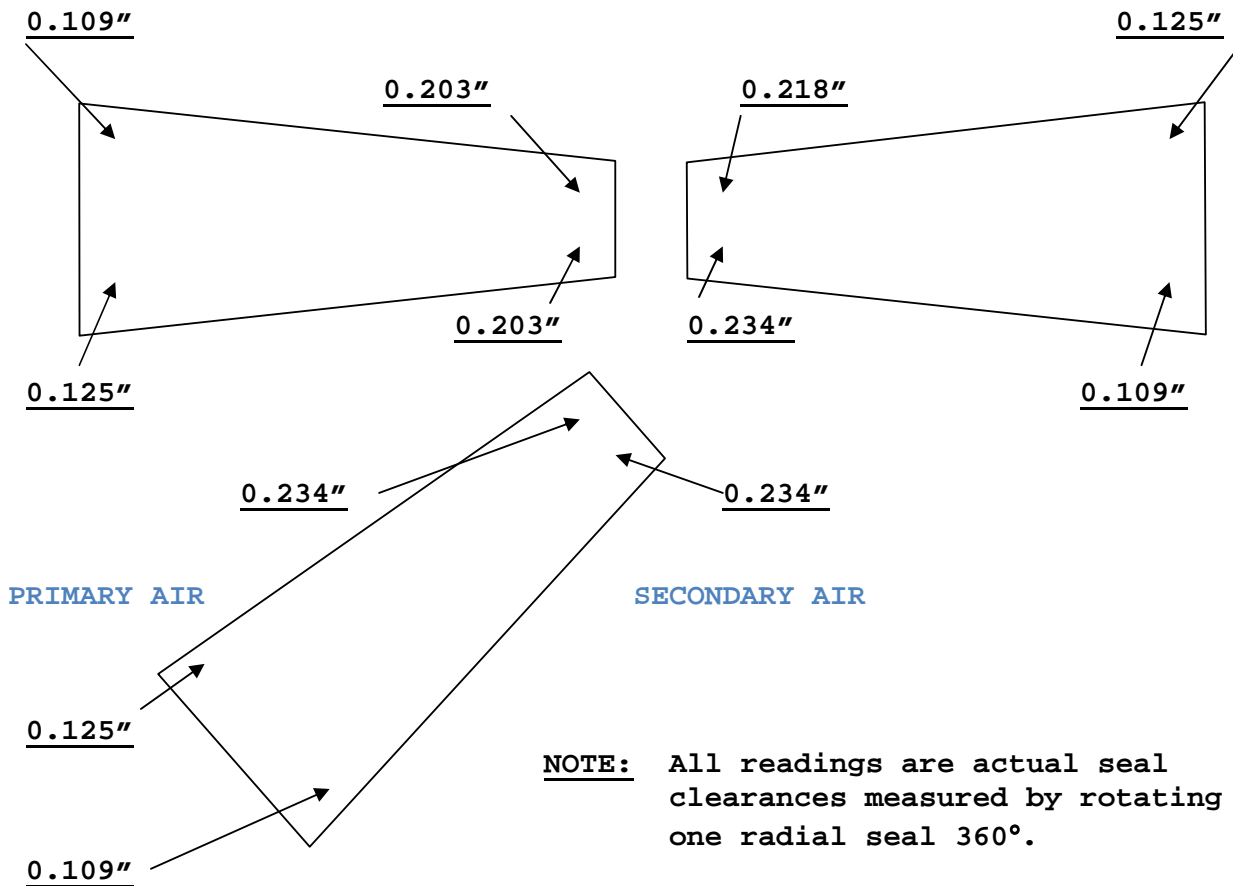 0.109″
0.125″
0.203″
0.218″
0.203″
0.234″
0.125″
0.109″
0.234″
0.234″
PRIMARY AIR
SECONDARY AIR
0.125″
NOTE: All readings are actual seal
clearances measured by rotating
one radial seal 360°.
0.109″